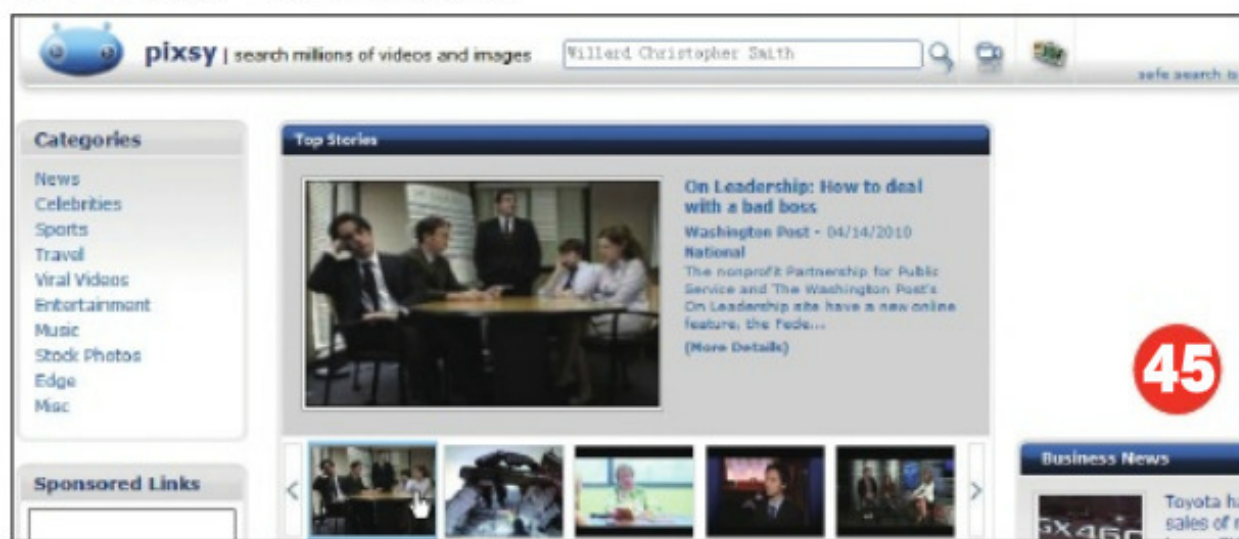 pixsy | search millions of videos and images
Willard Christopher Smith
safe search is
Categories
News
Celebrities
Sports
Travel
Viral Videos
Entertainment
Music
Stock Photos
Edge
Misc
Sponsored Links
Top Stories
On Leadership: How to deal
with a bad boss
Washington Post - 04/14/2010
National
The nonprofit Partnership for Public
Service and The Washington Post's
On Leadership site have a new online
feature, the Fede...
(More Details)
45
Business News
Toyota ha
sales of
GX460